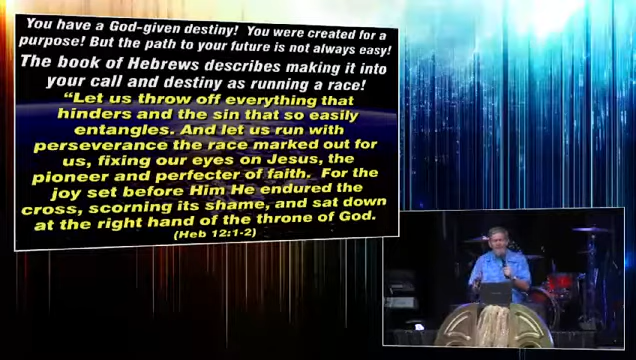 You have a God-given destiny! You were created for a
purpose! But the path to your future is not always easy!
The book of Hebrews describes making it into
your call and destiny as running a race!
“Let us throw off everything that
hinders and the sin that so easily
entangles. And let us run with
perseverance the race marked out for
us, fixing our eyes on Jesus, the
pioneer and perfecter of faith. For the
joy set before Him He endured the
cross, scorning its shame, and sat down
at the right hand of the throne of God.
(Heb 12:1-2)